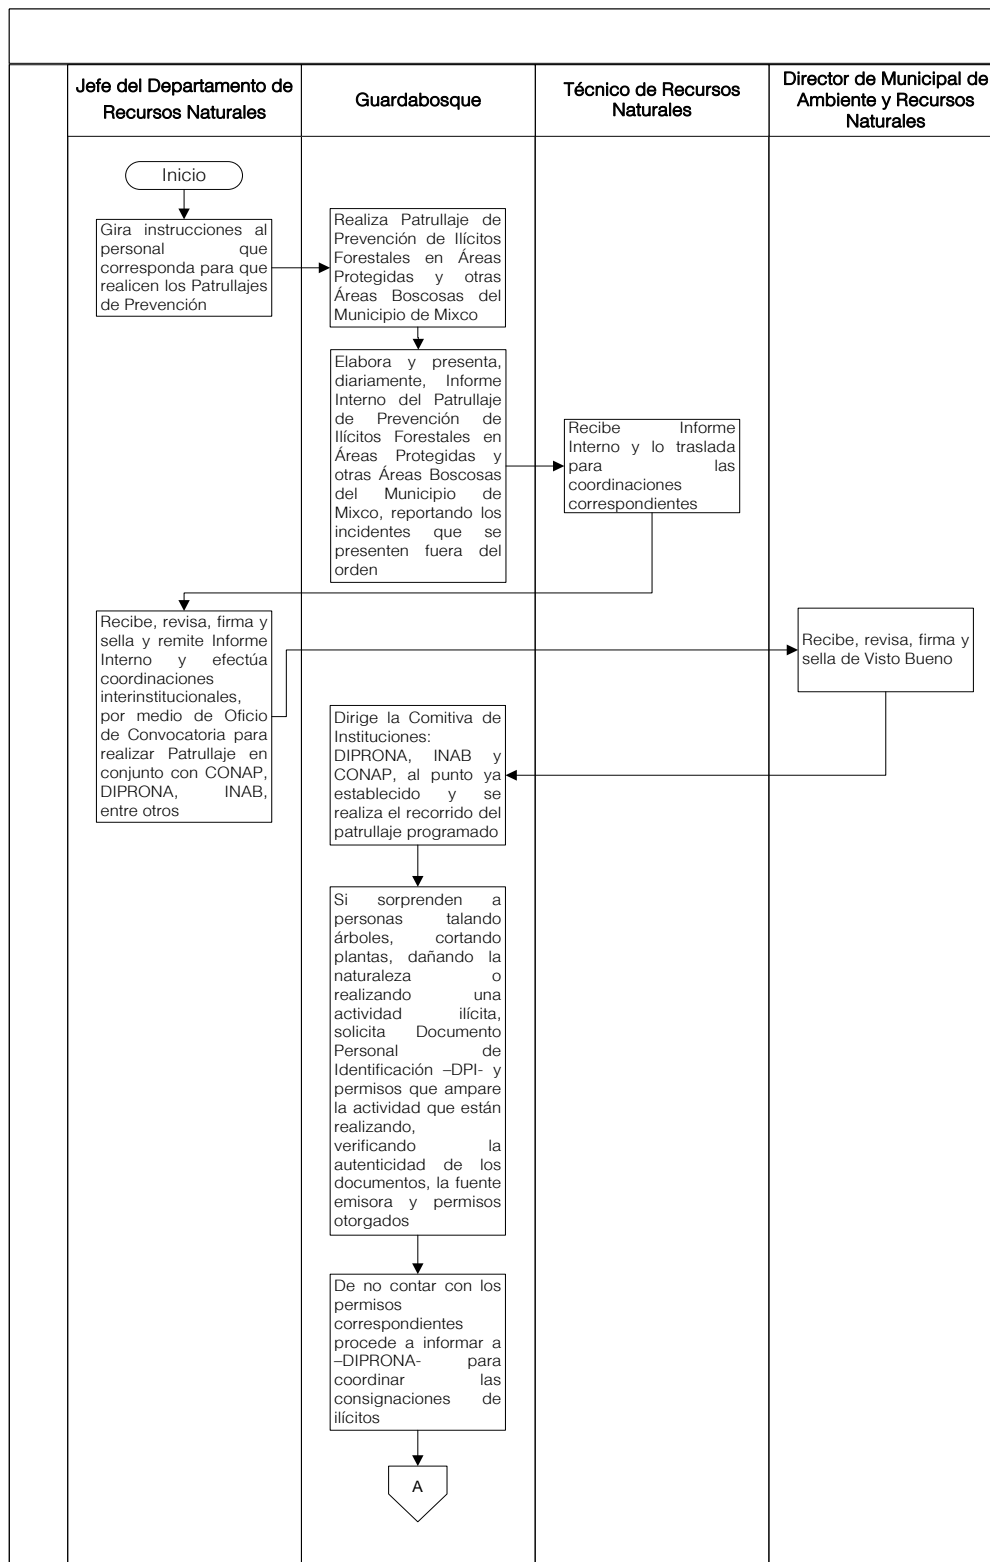 Jefe del Departamento de
Recursos Naturales
Guardabosque
Técnico de Recursos
Naturales
Director de Municipal de
Ambiente y Recursos
Naturales
Inicio
Gira instrucciones al
personal que
corresponda para que
realicen los Patrullajes
de Prevención
Realiza Patrullaje de
Prevención de Ilícitos
Forestales en Áreas
Protegidas y otras
Áreas Boscosas del
Municipio de Mixco
Elabora y presenta,
diariamente, Informe
Interno del Patrullaje
de Prevención de
Ilícitos Forestales en
Áreas Protegidas y
otras Áreas Boscosas
del Municipio de
Mixco, reportando los
incidentes que se
presenten fuera del
orden
Recibe Informe
Interno y lo traslada
para las
coordinaciones
correspondientes
Recibe, revisa, firma y
sella y remite Informe
Interno y efectúa
coordinaciones
interinstitucionales,
por medio de Oficio
de Convocatoria para
realizar Patrullaje en
conjunto con CONAP,
DIPRONA, INAB,
entre otros
Recibe, revisa, firma y
sella de Visto Bueno
Dirige la Comitiva de
Instituciones:
DIPRONA, INAB y
CONAP, al punto ya
establecido y se
realiza el recorrido del
patrullaje programado
Si sorprenden a
personas talando
árboles, cortando
plantas, dañando la
naturaleza o
realizando una
actividad ilícita,
solicita Documento
Personal de
Identificación –DPI- y
permisos que ampare
la actividad que están
realizando,
verificando la
autenticidad de los
documentos, la fuente
emisora y permisos
otorgados
De no contar con los
permisos
correspondientes
procede a informar a
–DIPRONA- para
coordinar las
consignaciones de
ilícitos
A